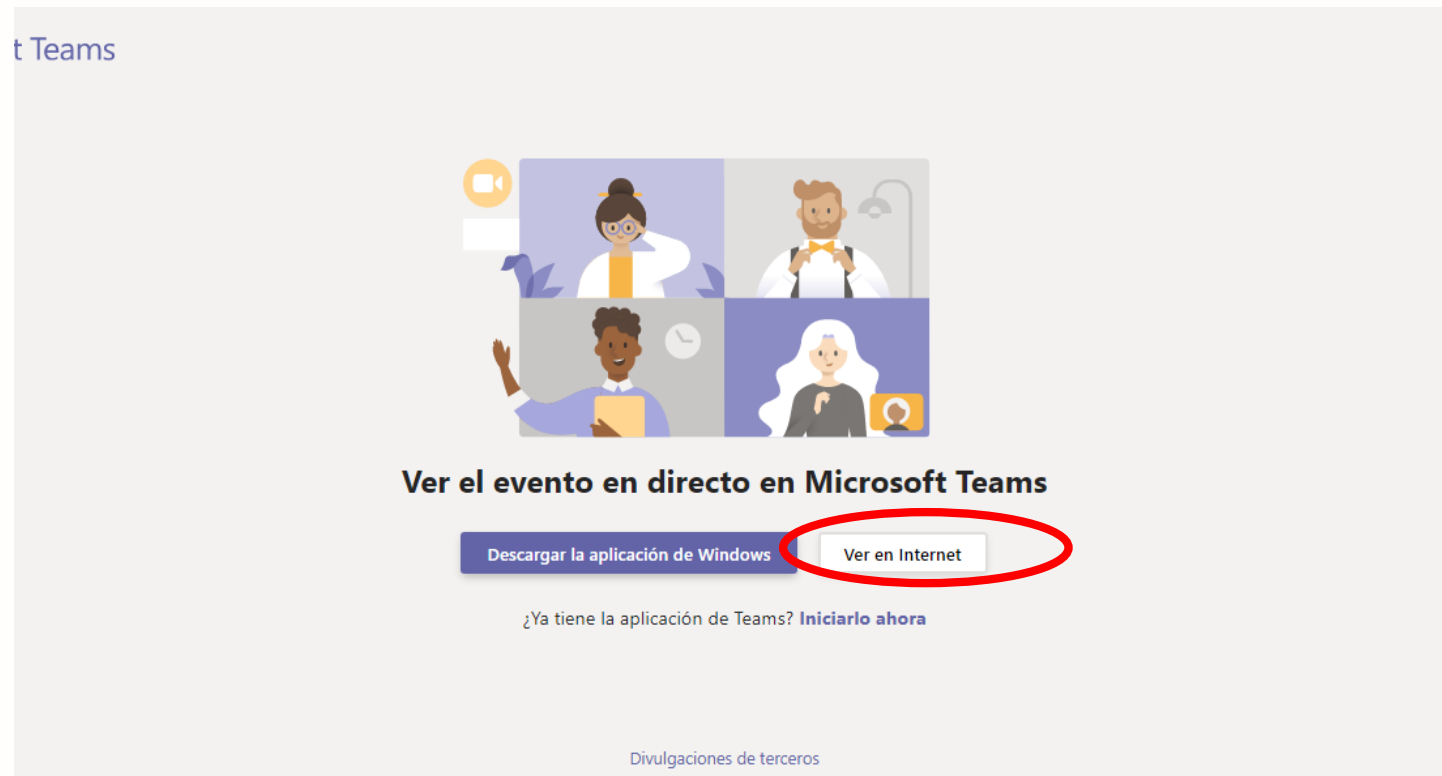 t Teams
Ver el evento en directo en Microsoft Teams
Descargar la aplicación de Windows
Ver en Internet
¿Ya tiene la aplicación de Teams? Iniciarlo ahora
Divulgaciones de terceros